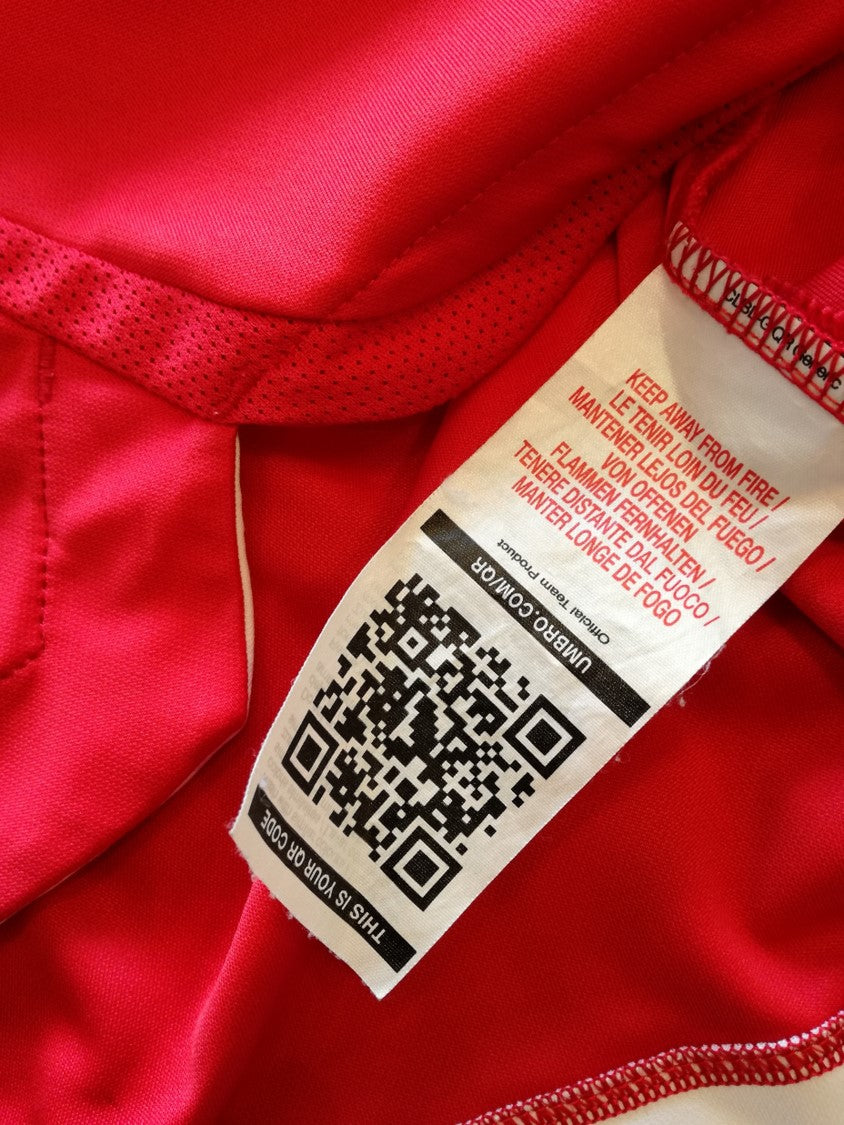 KEEP AWAY FROM FIRE /
LE TENIR LOIN DU FEU /
MANTENER LEJOS DEL FUEGO /
VON OFFENEN
FLAMMEN FERNHALTEN /
TENERE DISTANTE DAL FUOCO /
MANTER LONGE DE FOGO
Official Team Product
UMBRO.COM/QR
THIS IS YOUR QR CODE